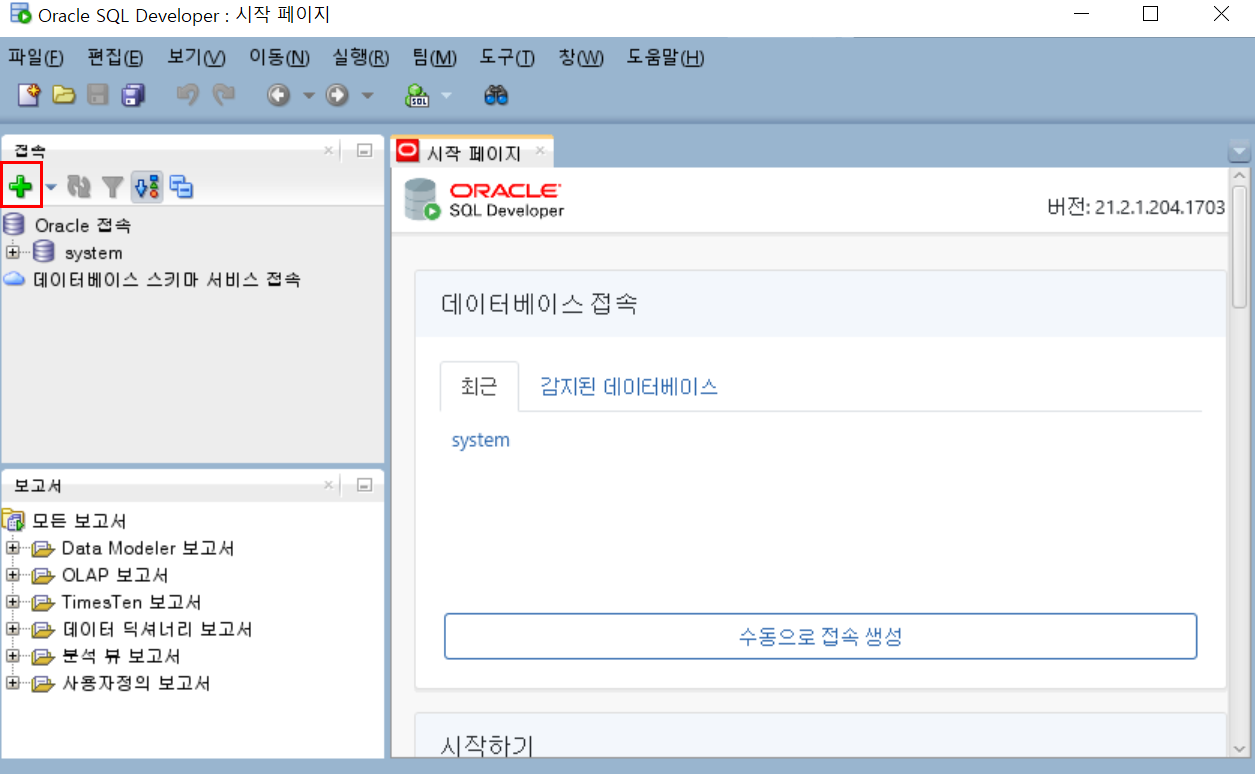 Oracle SQL Developer : 시작 페이지
파일(F) 편집(E) 보기(V) 이동(N) 실행(R) 팀(M) 도구(T) 창(W) 도움말(H)
SQL
접속
시작 페이지
ORACLE
SQL Developer
버전: 21.2.1.204.1703
Oracle 접속
system
데이터베이스 스키마 서비스 접속
데이터베이스 접속
최근 감지된 데이터베이스
system
수동으로 접속 생성
시작하기
보고서
모든 보고서
Data Modeler 보고서
OLAP 보고서
TimesTen 보고서
데이터 딕셔너리 보고서
분석 뷰 보고서
사용자정의 보고서